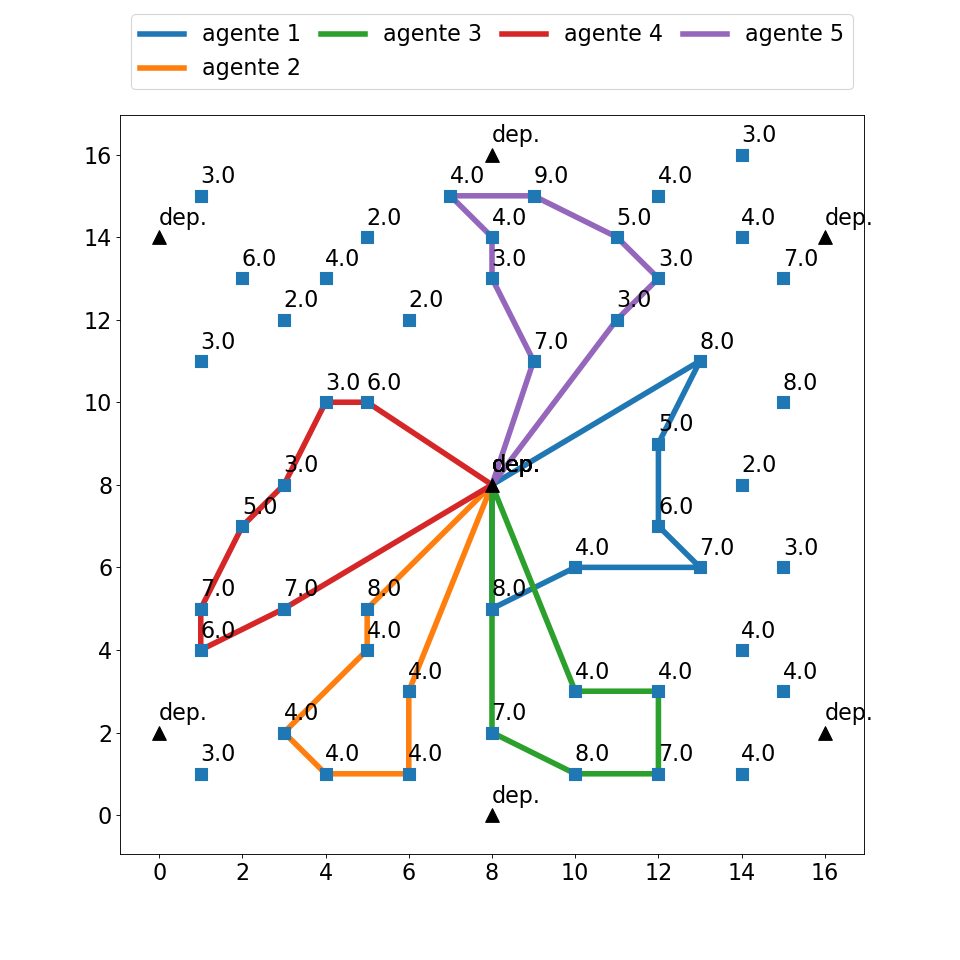 agente 1 agente 3 agente 4 agente 5
agente 2
dep. 3.0
16
3.0 4.0 9.0 4.0
dep. 2.0 4.0 5.0 4.0 dep.
14
6.0 4.0 3.0 3.0 7.0
2.0 2.0 3.0
12
3.0 7.0 8.0
3.0 6.0 8.0
10
5.0
3.0 dep. 2.0
8
5.0 6.0
4.0 7.0 3.0
6
7.0 7.0 8.0 8.0
6.0 4.0 4.0
4
4.0 4.0 4.0 4.0
dep. 4.0 7.0 dep.
2
3.0 4.0 4.0 8.0 7.0 4.0
dep.
0
0 2 4 6 8 10 12 14 16